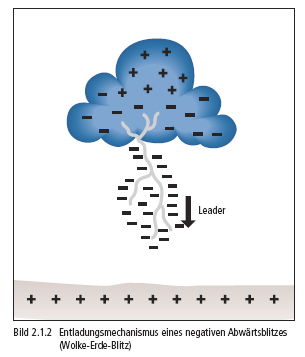 Leader
Bild 2.1.2 Entladungsmechanismus eines negativen Abwärtsblitzes
(Wolke-Erde-Blitz)